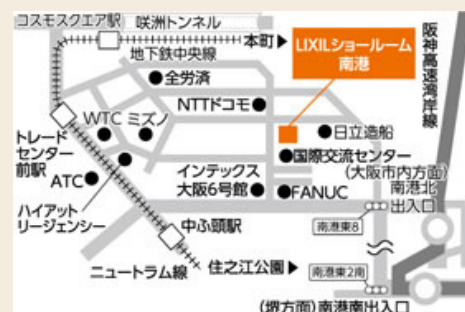 コスモスクエア駅
咲洲トンネル
本町▶
地下鉄中央線
LIXILショールーム
南港
阪神高速湾岸線
全労済
NTTドコモ
WTC
ミズノ
日立造船
トレード
センター
前駅
国際交流センター
(大阪市内方面)
南港北
出入口
インテックス
大阪6号館
FANUC
ATC
ハイアット
リージェンシー
中ふ頭駅
南港東8
ニュートラム線
住之江公園▶
南港東2南
(堺方面)南港南出入口